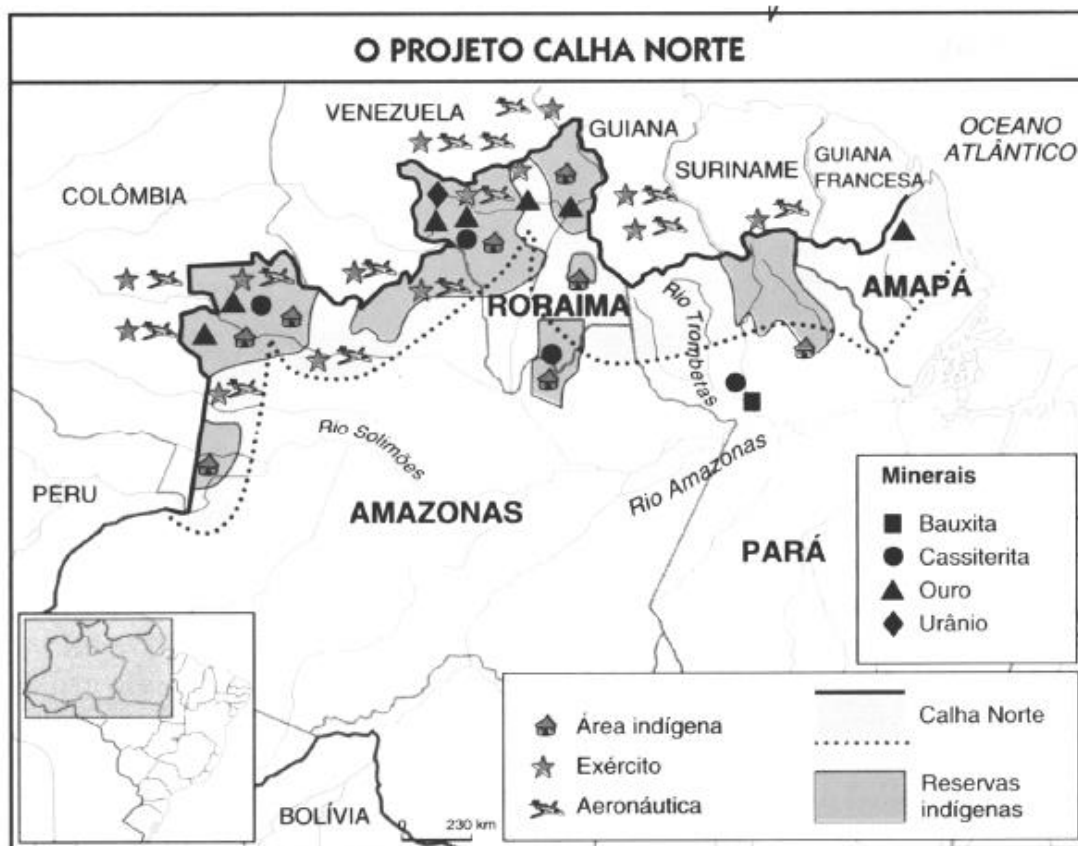 O PROJETO CALHA NORTE
VENEZUELA
GUIANA
OCEANO
ATLÂNTICO
SURINAME
GUIANA
FRANCESA
COLÔMBIA
AMAPÁ
RORAIMA
Rio Trombetas
Rio Solimões
Rio Amazonas
PERU
AMAZONAS
PARÁ
Minerais
Bauxita
Cassiterita
Ouro
Urânio
Área indígena
Exército
Aeronáutica
Calha Norte
Reservas
indígenas
BOLÍVIA
0 230 km